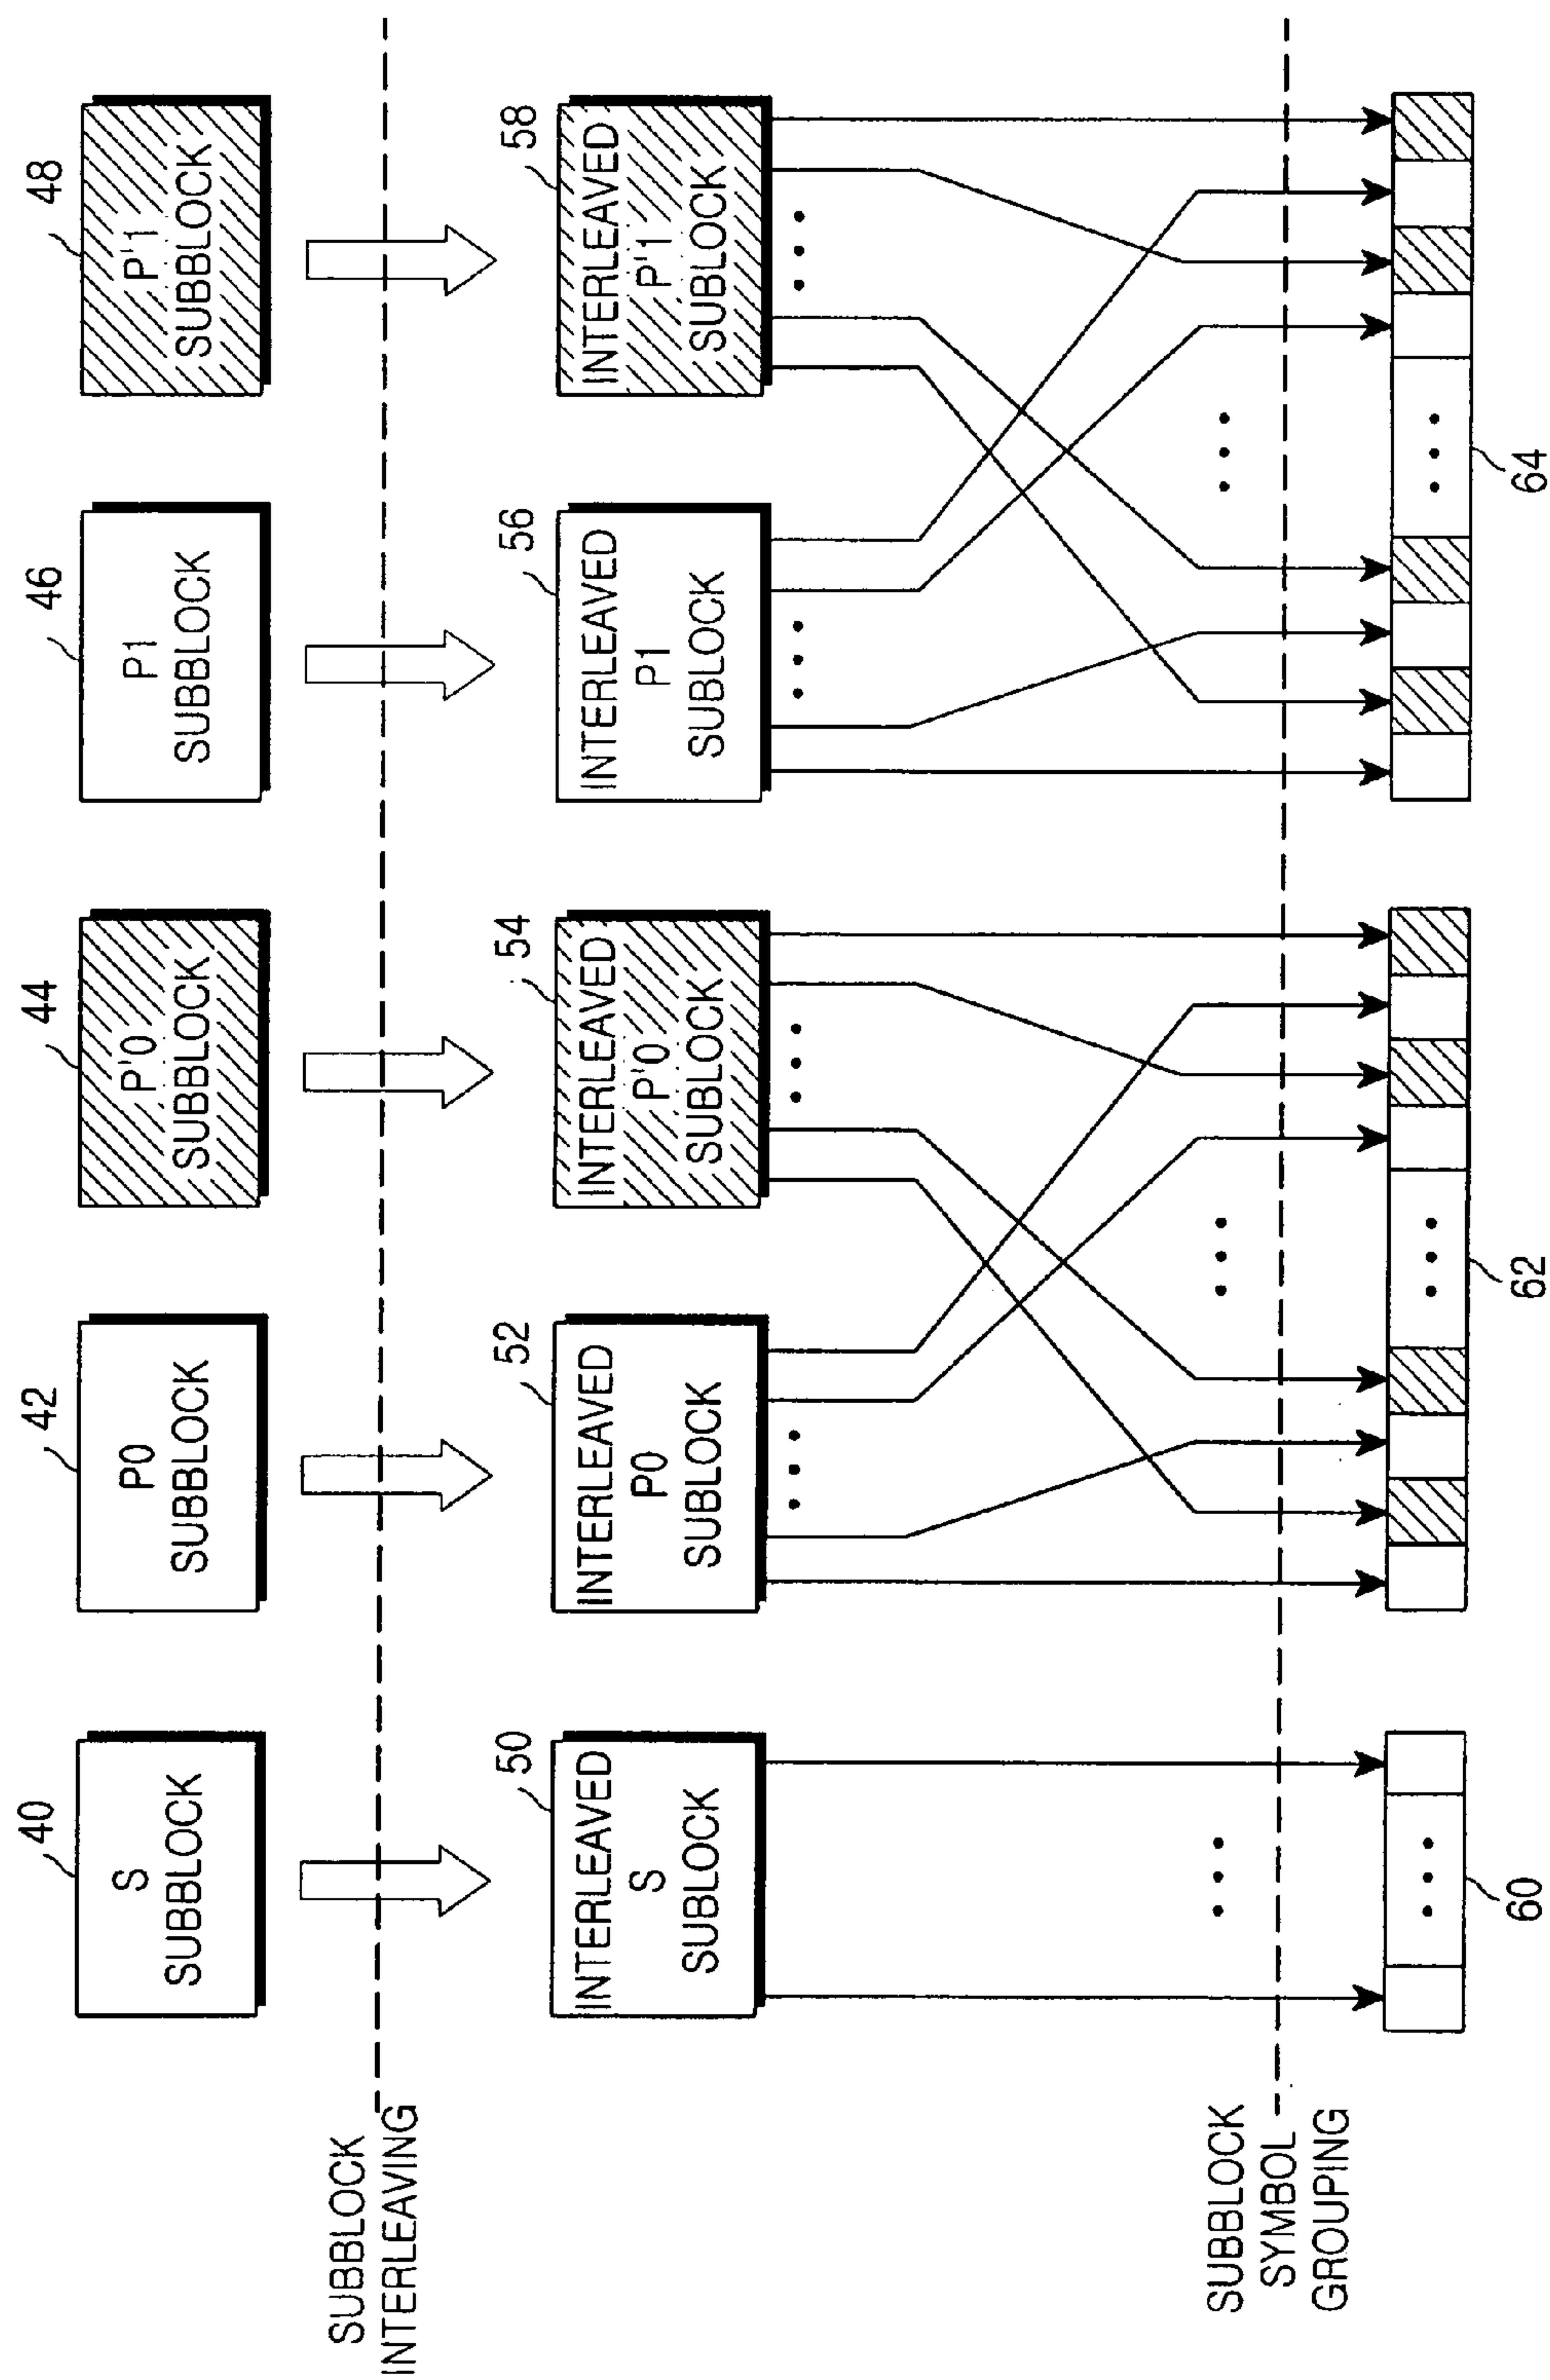 40
42
44
46
48
S
SUBBLOCK
P0
SUBBLOCK
P'0
SUBBLOCK
P1
SUBBLOCK
P'1
SUBBLOCK
SUBBLOCK
INTERLEAVING
50
52
54
56
58
INTERLEAVED
S
SUBLOCK
INTERLEAVED
P0
SUBLOCK
INTERLEAVED
P'0
SUBLOCK
INTERLEAVED
P1
SUBLOCK
INTERLEAVED
P'1
SUBLOCK
SUBBLOCK
SYMBOL
GROUPING
60
62
64